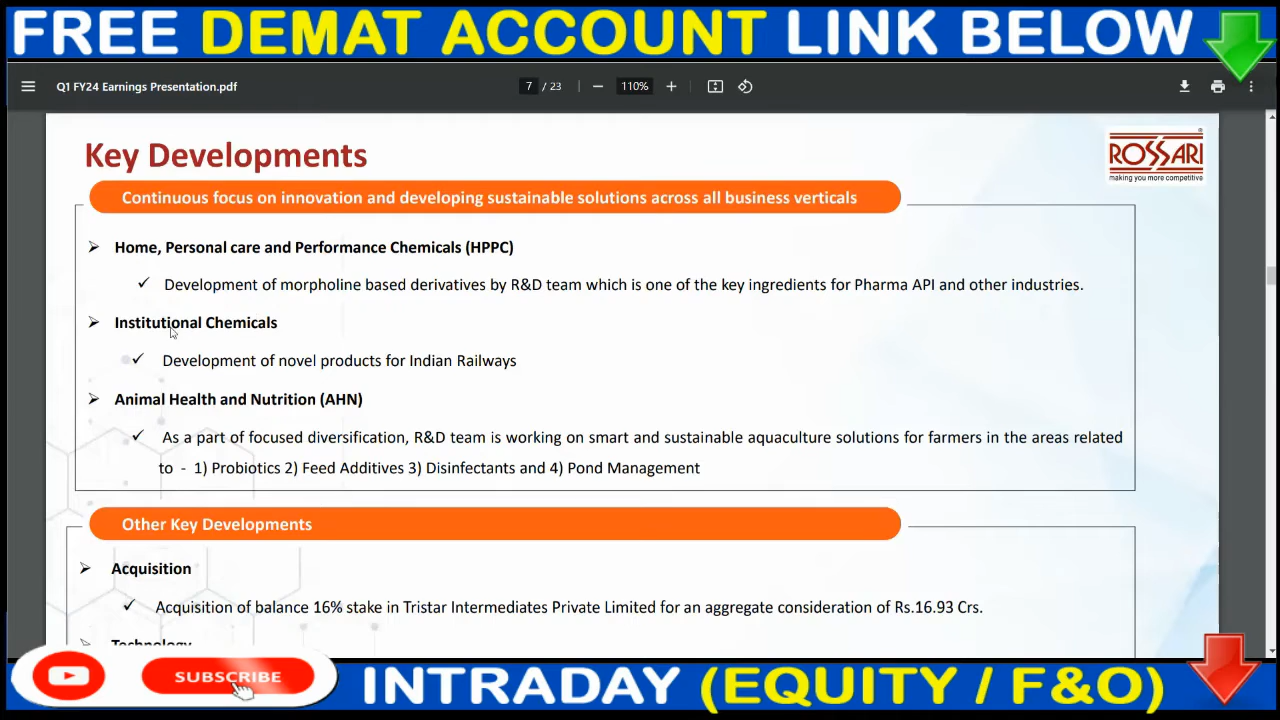 FREE DEMAT ACCOUNT LINK BELOW
Q1 FY24 Earnings Presentation.pdf
7 / 23
110%
Key Developments
ROSSARI
making you more competitive
Continuous focus on innovation and developing sustainable solutions across all business verticals
Home, Personal care and Performance Chemicals (HPPC)
Development of morpholine based derivatives by R&D team which is one of the key ingredients for Pharma API and other industries.
Institutional Chemicals
Development of novel products for Indian Railways
Animal Health and Nutrition (AHN)
As a part of focused diversification, R&D team is working on smart and sustainable aquaculture solutions for farmers in the areas related
to - 1) Probiotics 2) Feed Additives 3) Disinfectants and 4) Pond Management
Other Key Developments
Acquisition
Acquisition of balance 16% stake in Tristar Intermediates Private Limited for an aggregate consideration of Rs.16.93 Crs.
Technology
SUBSCRIBE
INTRADAY (EQUITY / F&O)